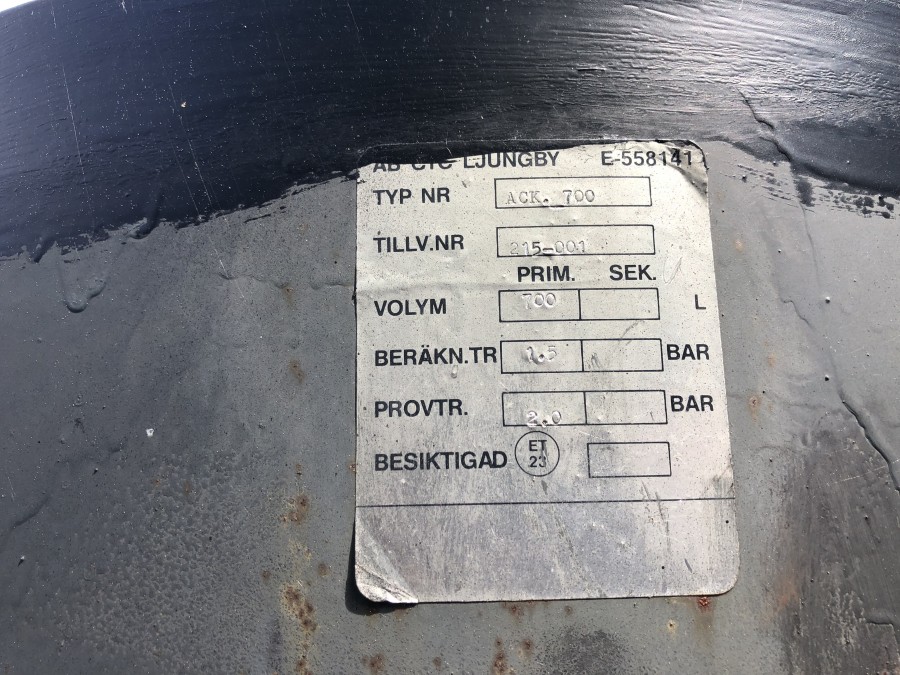 AB CTC LJUNGBY E-558141
TYP NR ACK. 700
TILLV.NR 215-001
PRIM. SEK.
VOLYM 700 L
BERÄKN.TR 1.5 BAR
PROVTR. 2.0 BAR
BESIKTIGAD ET 23